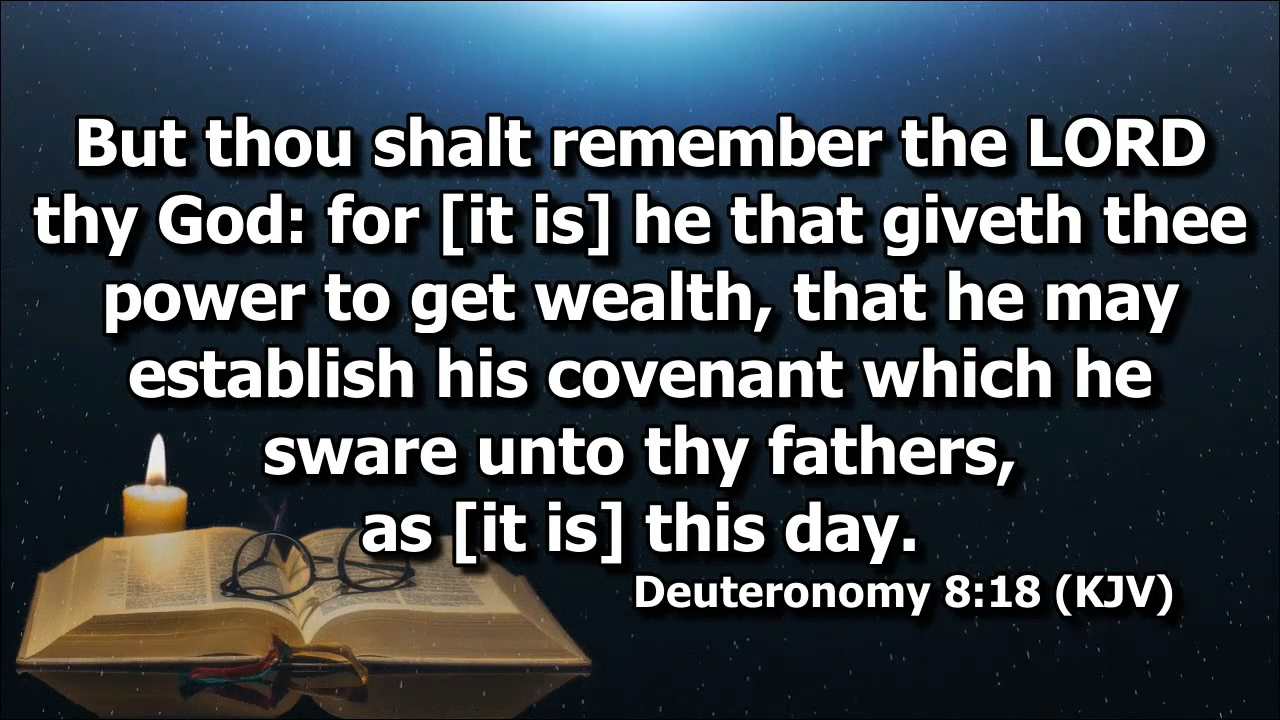 But thou shalt remember the LORD
thy God: for [it is] he that giveth thee
power to get wealth, that he may
establish his covenant which he
sware unto thy fathers,
as [it is] this day.
Deuteronomy 8:18 (KJV)